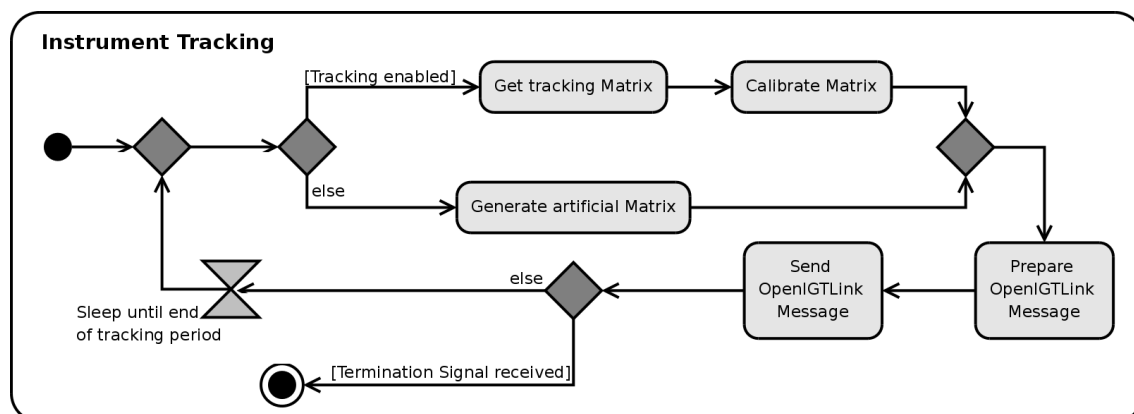 Instrument Tracking
[Tracking enabled]
Get tracking Matrix
Calibrate Matrix
else
Generate artificial Matrix
Prepare
OpenIGTLink
Message
Send
OpenIGTLink
Message
else
Sleep until end
of tracking period
[Termination Signal received]